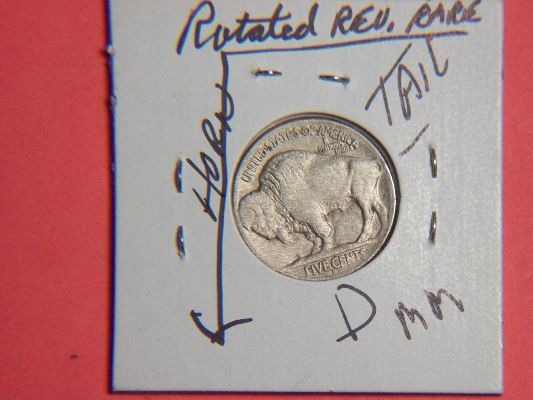 Rotated REV. RARE
TAIL
HORN
UNITED STATES OF AMERICA
FIVE CENTS
D MM